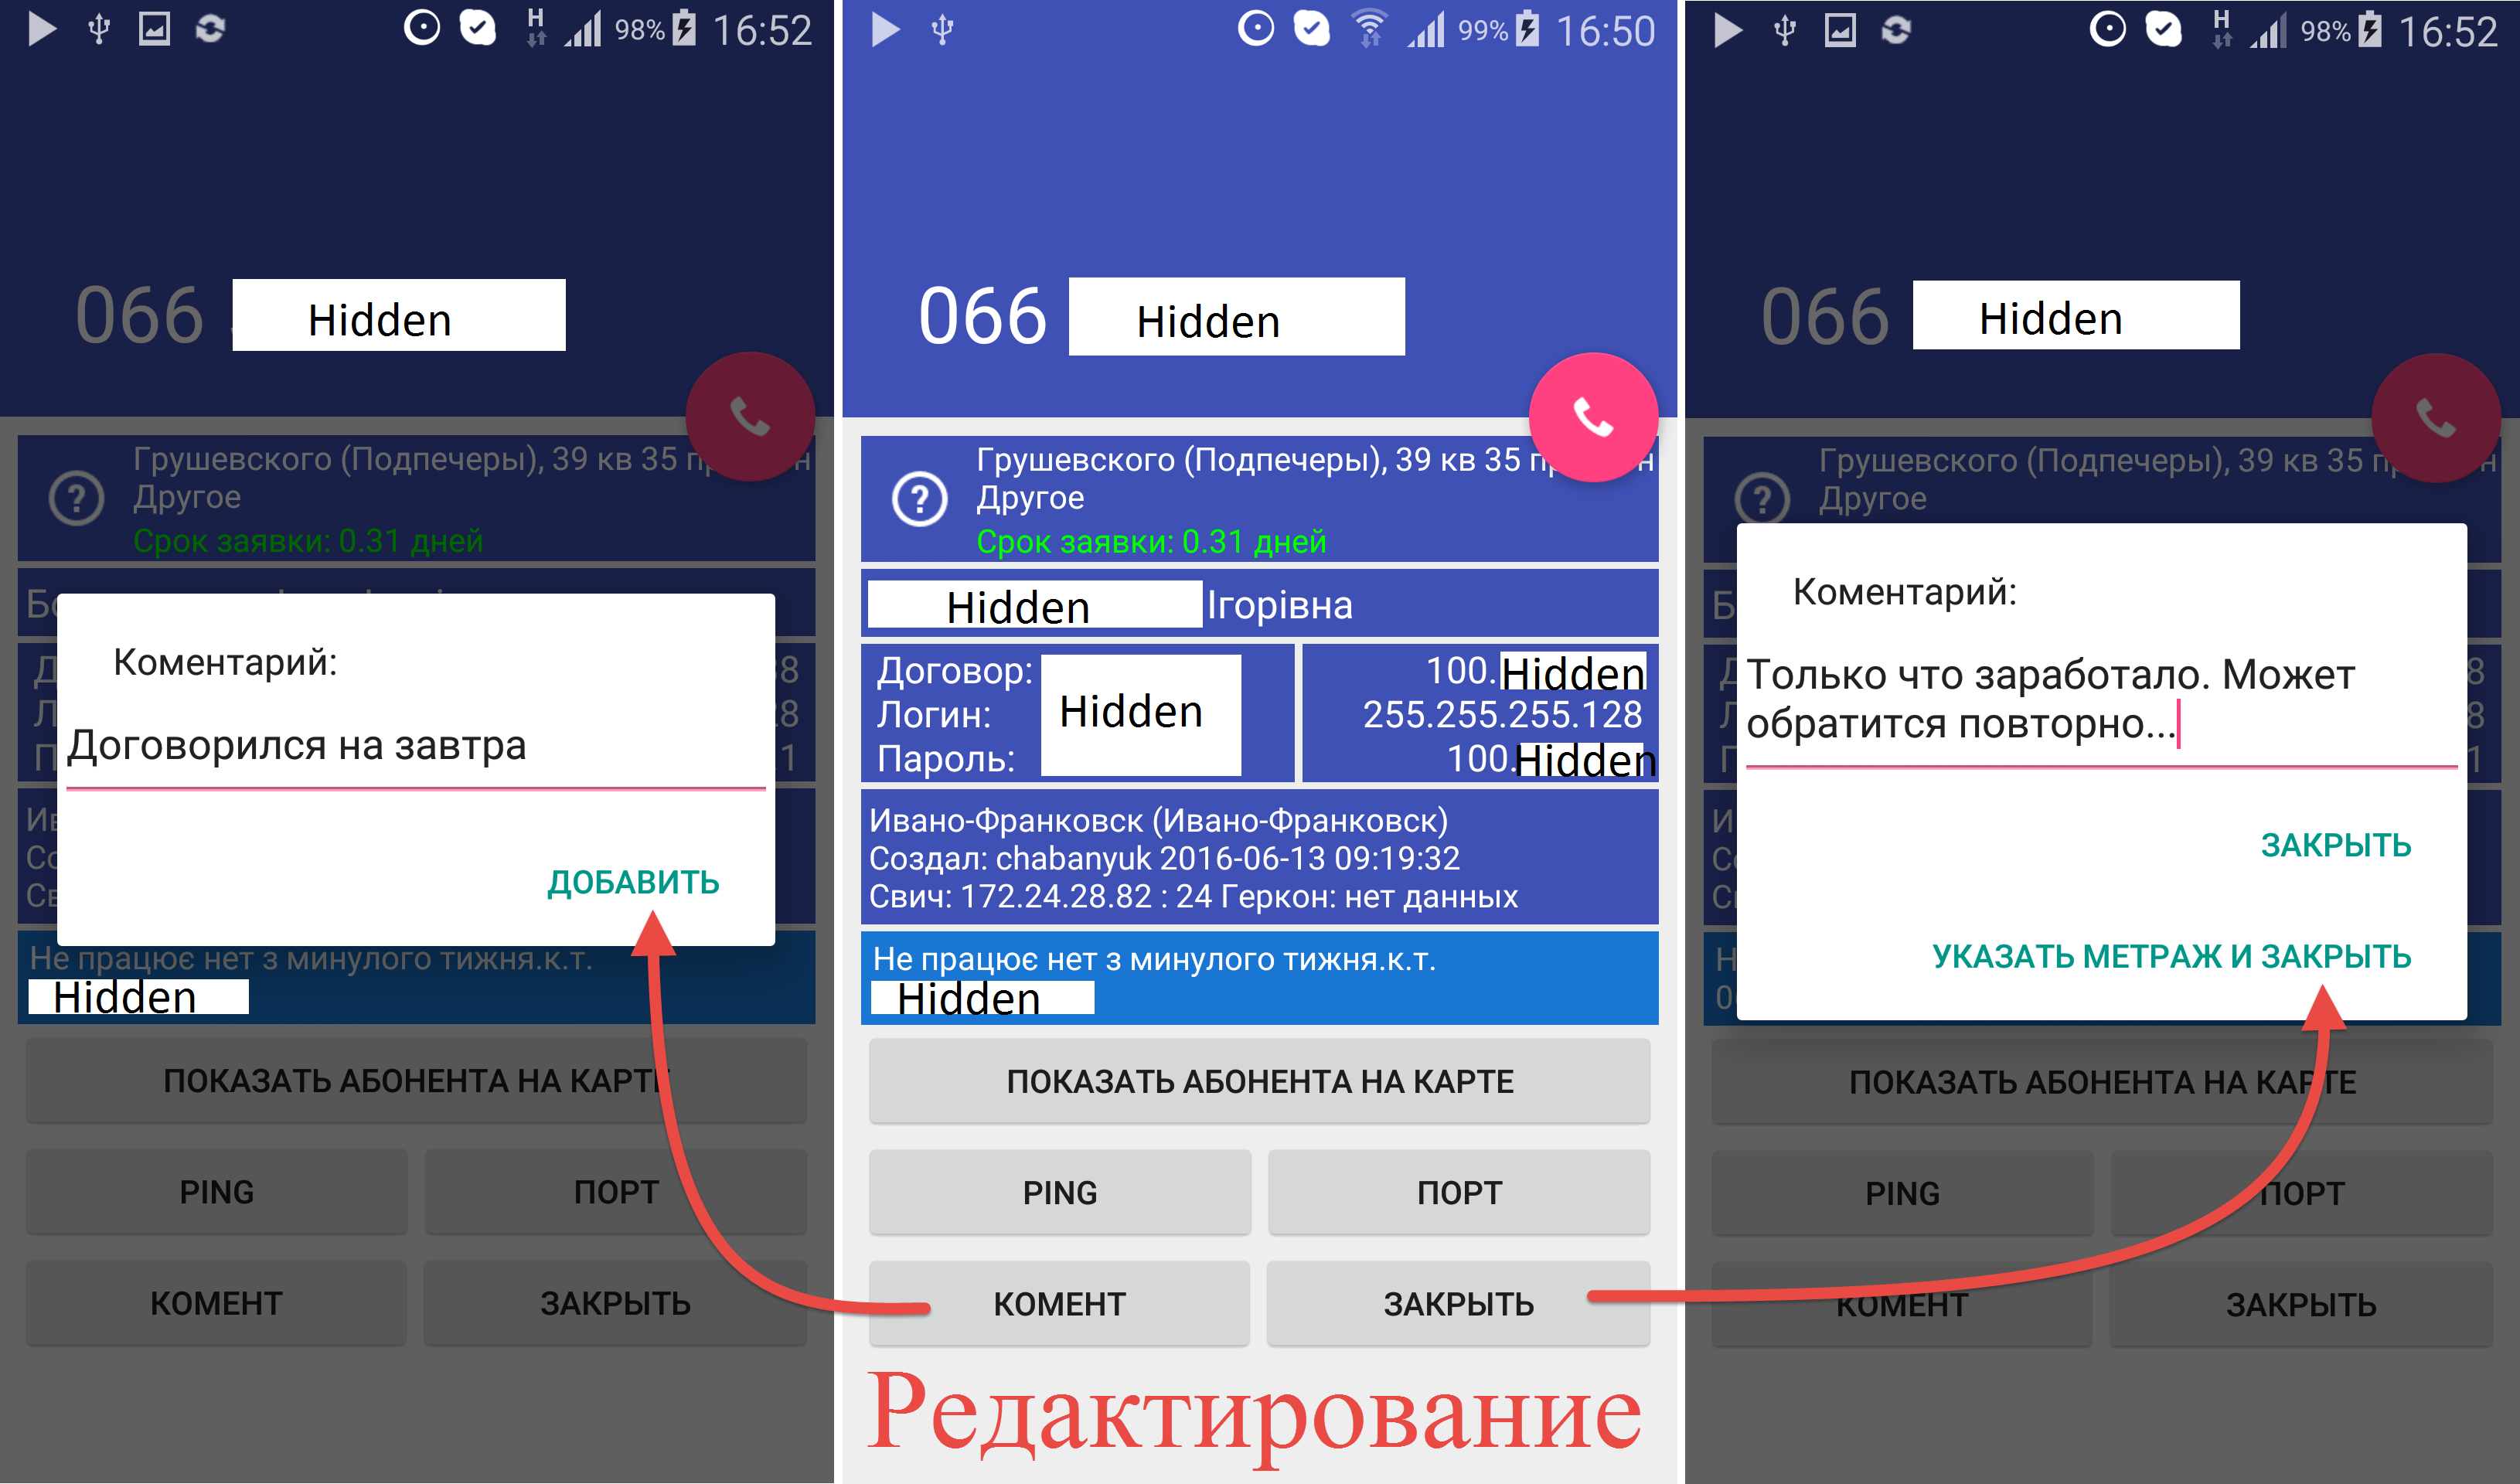 98% 16:52
066 Hidden
Грушевского (Подпечеры), 39 кв 35 н
Другое
Срок заявки: 0.31 дней
Коментарий:
Договорился на завтра
ДОБАВИТЬ
Не працює нет з минулого тижня.к.т.
Hidden
ПОКАЗАТЬ АБОНЕНТА НА КАРТЕ
PING ПОРТ
КОМЕНТ ЗАКРЫТЬ
99% 16:50
066 Hidden
Грушевского (Подпечеры), 39 кв 35 н
Другое
Срок заявки: 0.31 дней
Hidden Ігорівна
Договор: Hidden 100.Hidden
Логин: 255.255.255.128
Пароль: 100.Hidden
Ивано-Франковск (Ивано-Франковск)
Создал: chabanyuk 2016-06-13 09:19:32
Свич: 172.24.28.82 : 24 Геркон: нет данных
Не працює нет з минулого тижня.к.т.
Hidden
ПОКАЗАТЬ АБОНЕНТА НА КАРТЕ
PING ПОРТ
КОМЕНТ ЗАКРЫТЬ
Редактирование
H 98% 16:52
066 Hidden
Грушевского (Подпечеры), 39 кв 35 н
Другое
Коментарий:
Только что заработало. Может
обратится повторно...
ЗАКРЫТЬ
УКАЗАТЬ МЕТРАЖ И ЗАКРЫТЬ
ПОКАЗАТЬ АБОНЕНТА НА КАРТЕ
PING ПОРТ
КОМЕНТ ЗАКРЫТЬ